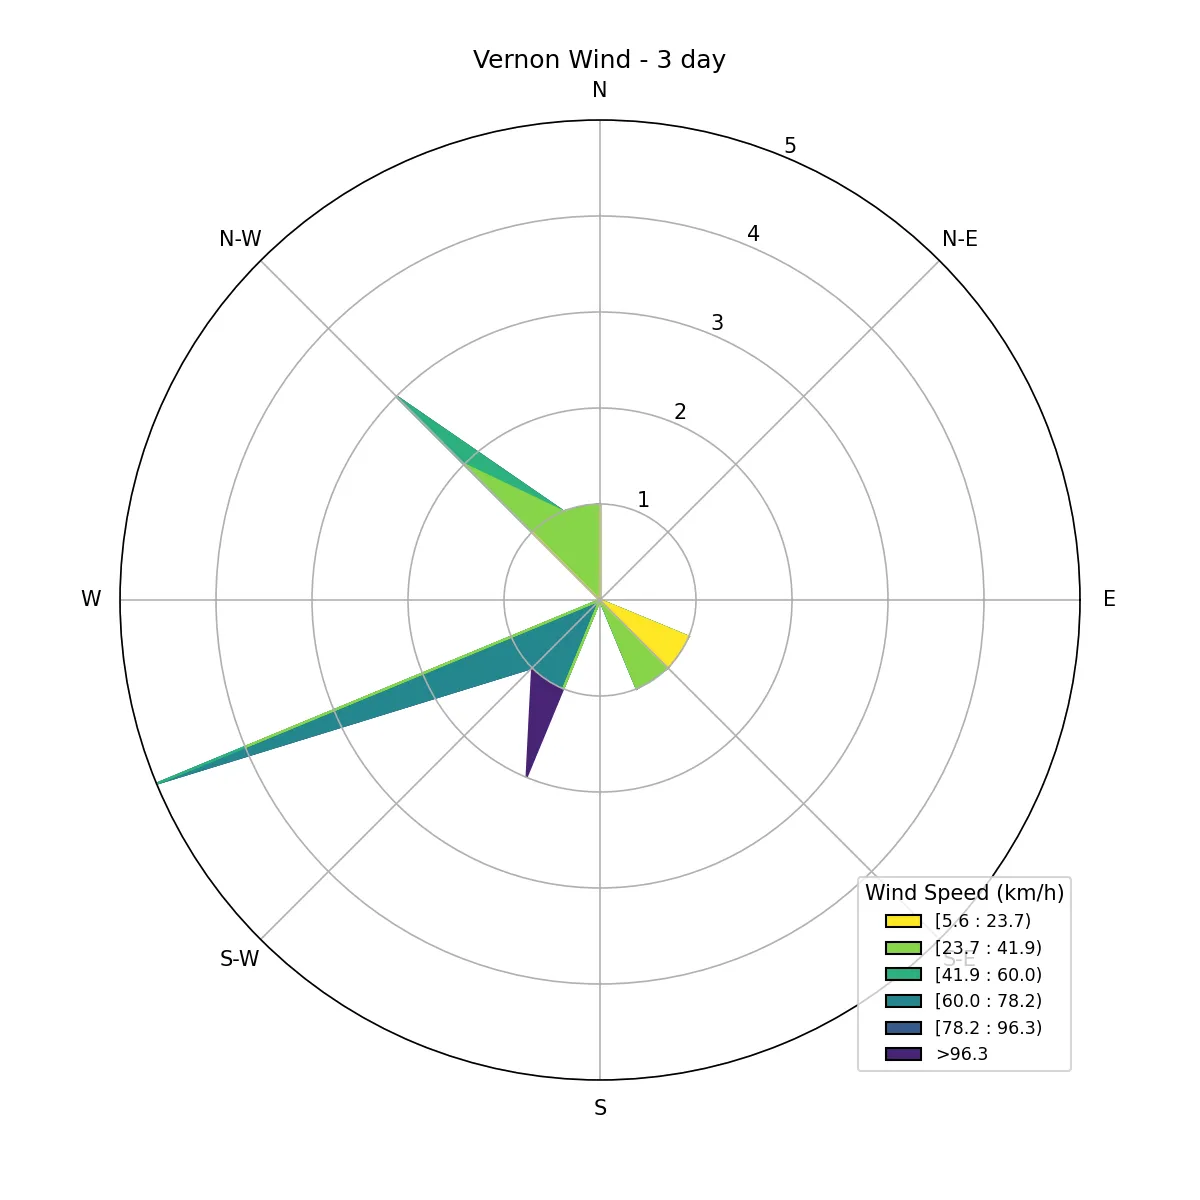 Vernon Wind - 3 day
N
5
N-W
4
N-E
3
2
1
W
E
S-W
S-E
Wind Speed (km/h)
[5.6 : 23.7)
[23.7 : 41.9)
[41.9 : 60.0)
[60.0 : 78.2)
[78.2 : 96.3)
>96.3
S